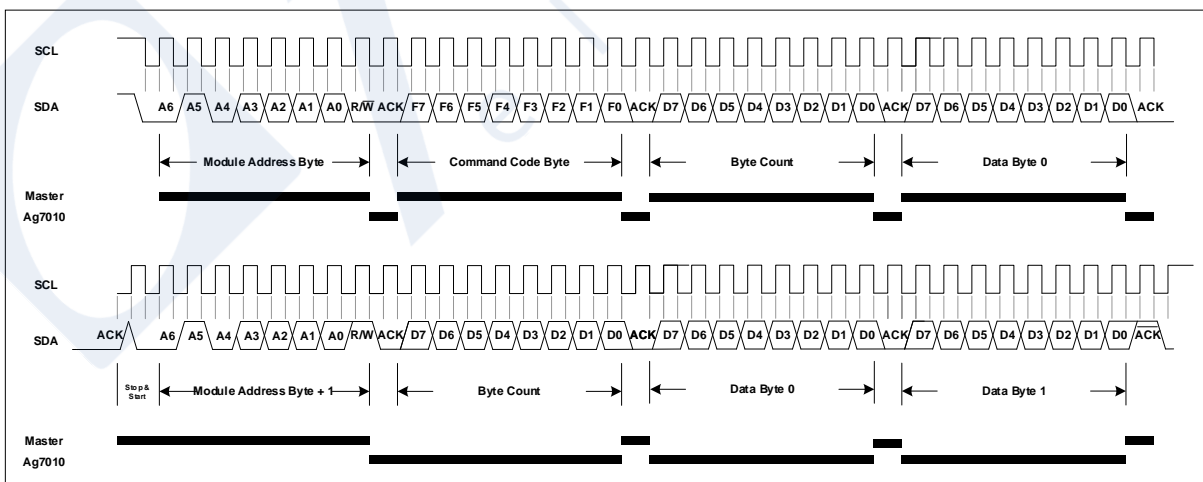 SCL
SDA A6 A5 A4 A3 A2 A1 A0 R/W̅ ACK F7 F6 F5 F4 F3 F2 F1 F0 ACK D7 D6 D5 D4 D3 D2 D1 D0 ACK D7 D6 D5 D4 D3 D2 D1 D0 ACK
Module Address Byte Command Code Byte Byte Count Data Byte 0
Master
Ag7010
SCL
SDA ACK A6 A5 A4 A3 A2 A1 A0 R/W̅ ACK D7 D6 D5 D4 D3 D2 D1 D0 ACK D7 D6 D5 D4 D3 D2 D1 D0 ACK D7 D6 D5 D4 D3 D2 D1 D0 A̅C̅K̅
Stop &
Start
Module Address Byte + 1 Byte Count Data Byte 0 Data Byte 1
Master
Ag7010